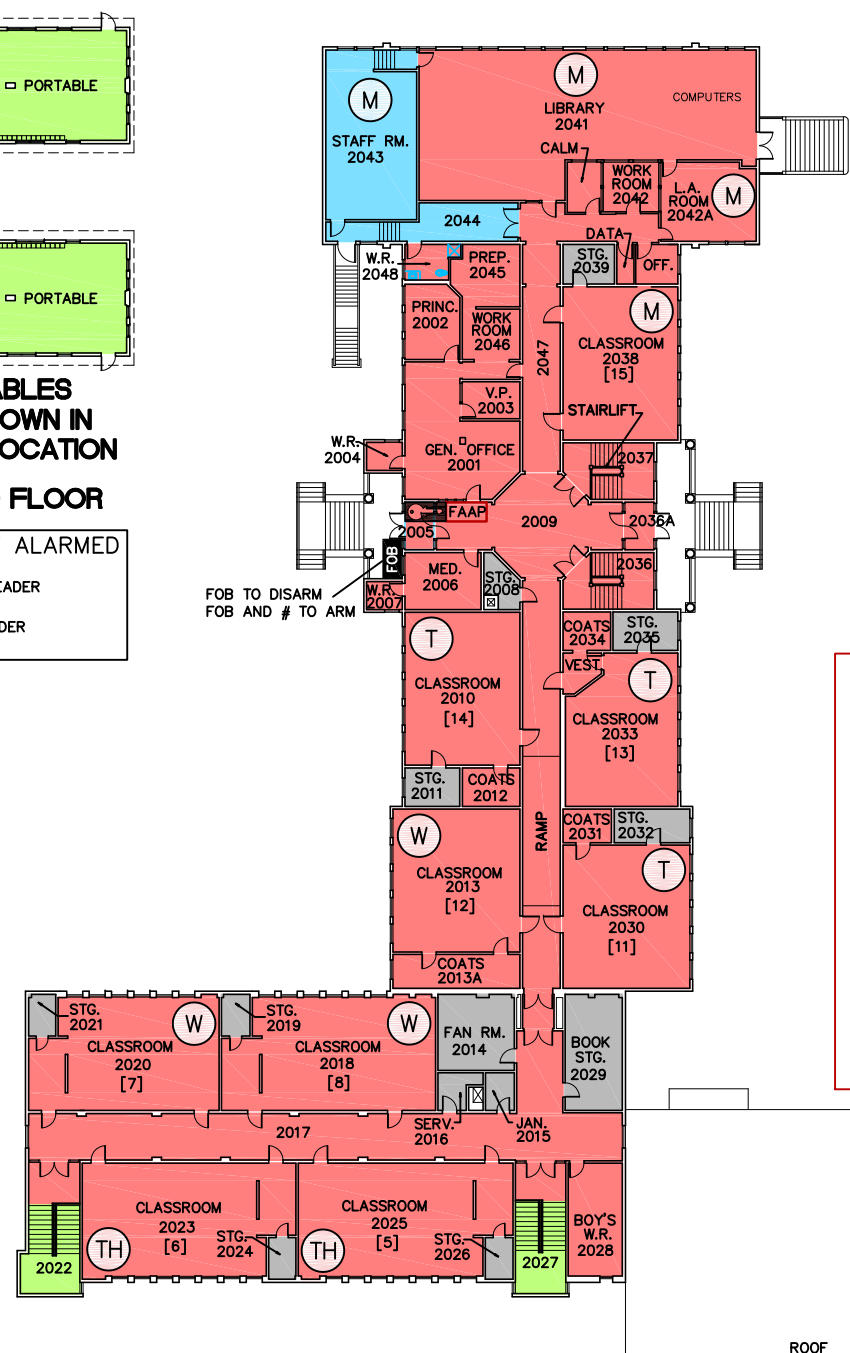 PORTABLE
M
M
LIBRARY
2041
COMPUTERS
STAFF RM.
2043
CALM
WORK
ROOM
2042
L.A.
ROOM
2042A
M
2044
DATA
W.R.
2048
PREP.
2045
STG.
2039
OFF.
PORTABLE
PRINC.
2002
WORK
ROOM
2046
2047
M
CLASSROOM
2038
[15]
V.P.
2003
STAIRLIFT
ABLES
OWN IN
OCATION
FLOOR
W.R.
2004
GEN. OFFICE
2001
2037
FAAP
2005
2009
2036A
ALARMED
EADER
DER
FOB
FOB TO DISARM
FOB AND # TO ARM
MED.
2006
W.R.
2007
STG.
2008
2036
COATS
2034
STG.
2035
VEST.
T
CLASSROOM
2010
[14]
T
CLASSROOM
2033
[13]
STG.
2011
COATS
2012
RAMP
COATS
2031
STG.
2032
W
CLASSROOM
2013
[12]
T
CLASSROOM
2030
[11]
COATS
2013A
STG.
2021
W
CLASSROOM
2020
[7]
STG.
2019
W
CLASSROOM
2018
[8]
FAN RM.
2014
BOOK
STG.
2029
2017
SERV.
2016
JAN.
2015
CLASSROOM
2023
[6]
TH
STG.
2024
CLASSROOM
2025
[5]
TH
STG.
2026
BOY'S
W.R.
2028
2022
2027
ROOF